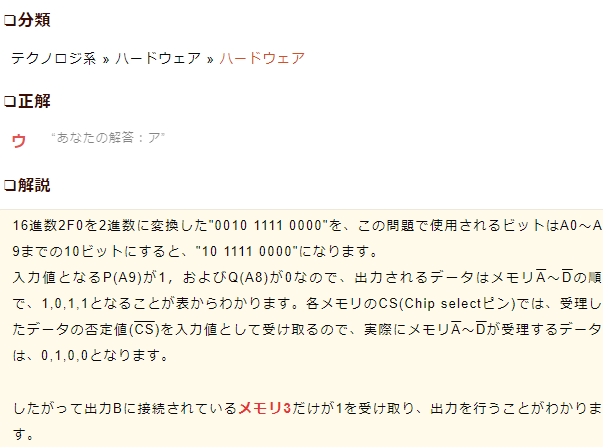 ❏分類
テクノロジ系 » ハードウェア » ハードウェア
❏正解
ウ “あなたの解答：ア”
❏解説
16進数2F0を2進数に変換した"0010 1111 0000"を、この問題で使用されるビットはA0～A
9までの10ビットにすると、"10 1111 0000"になります。
入力値となるP(A9)が1，およびQ(A8)が0なので、出力されるデータはメモリA̅～D̅の順
で、1,0,1,1となることが表からわかります。各メモリのCS(Chip selectピン)では、受理し
たデータの否定値(C̅S̅)を入力値として受け取るので、実際にメモリA̅～D̅が受理するデータ
は、0,1,0,0となります。
したがって出力Bに接続されているメモリ3だけが1を受け取り、出力を行うことがわかりま
す。